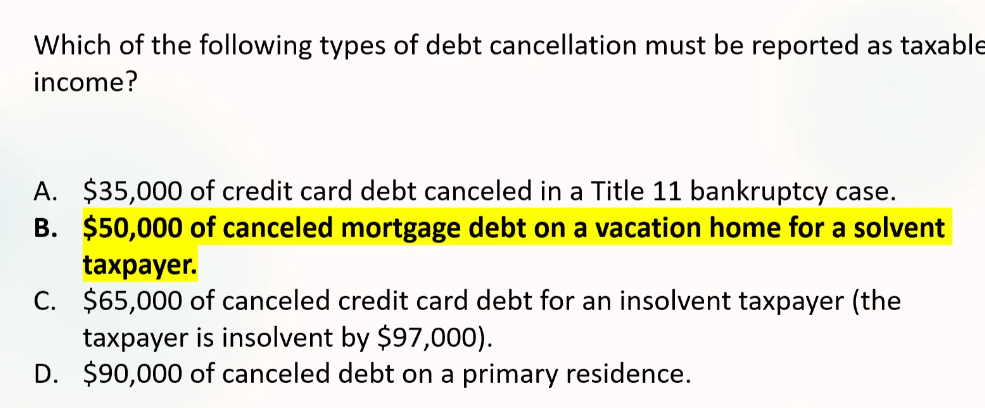 Which of the following types of debt cancellation must be reported as taxable
income?
A. $35,000 of credit card debt canceled in a Title 11 bankruptcy case.
B. $50,000 of canceled mortgage debt on a vacation home for a solvent
taxpayer.
C. $65,000 of canceled credit card debt for an insolvent taxpayer (the
taxpayer is insolvent by $97,000).
D. $90,000 of canceled debt on a primary residence.